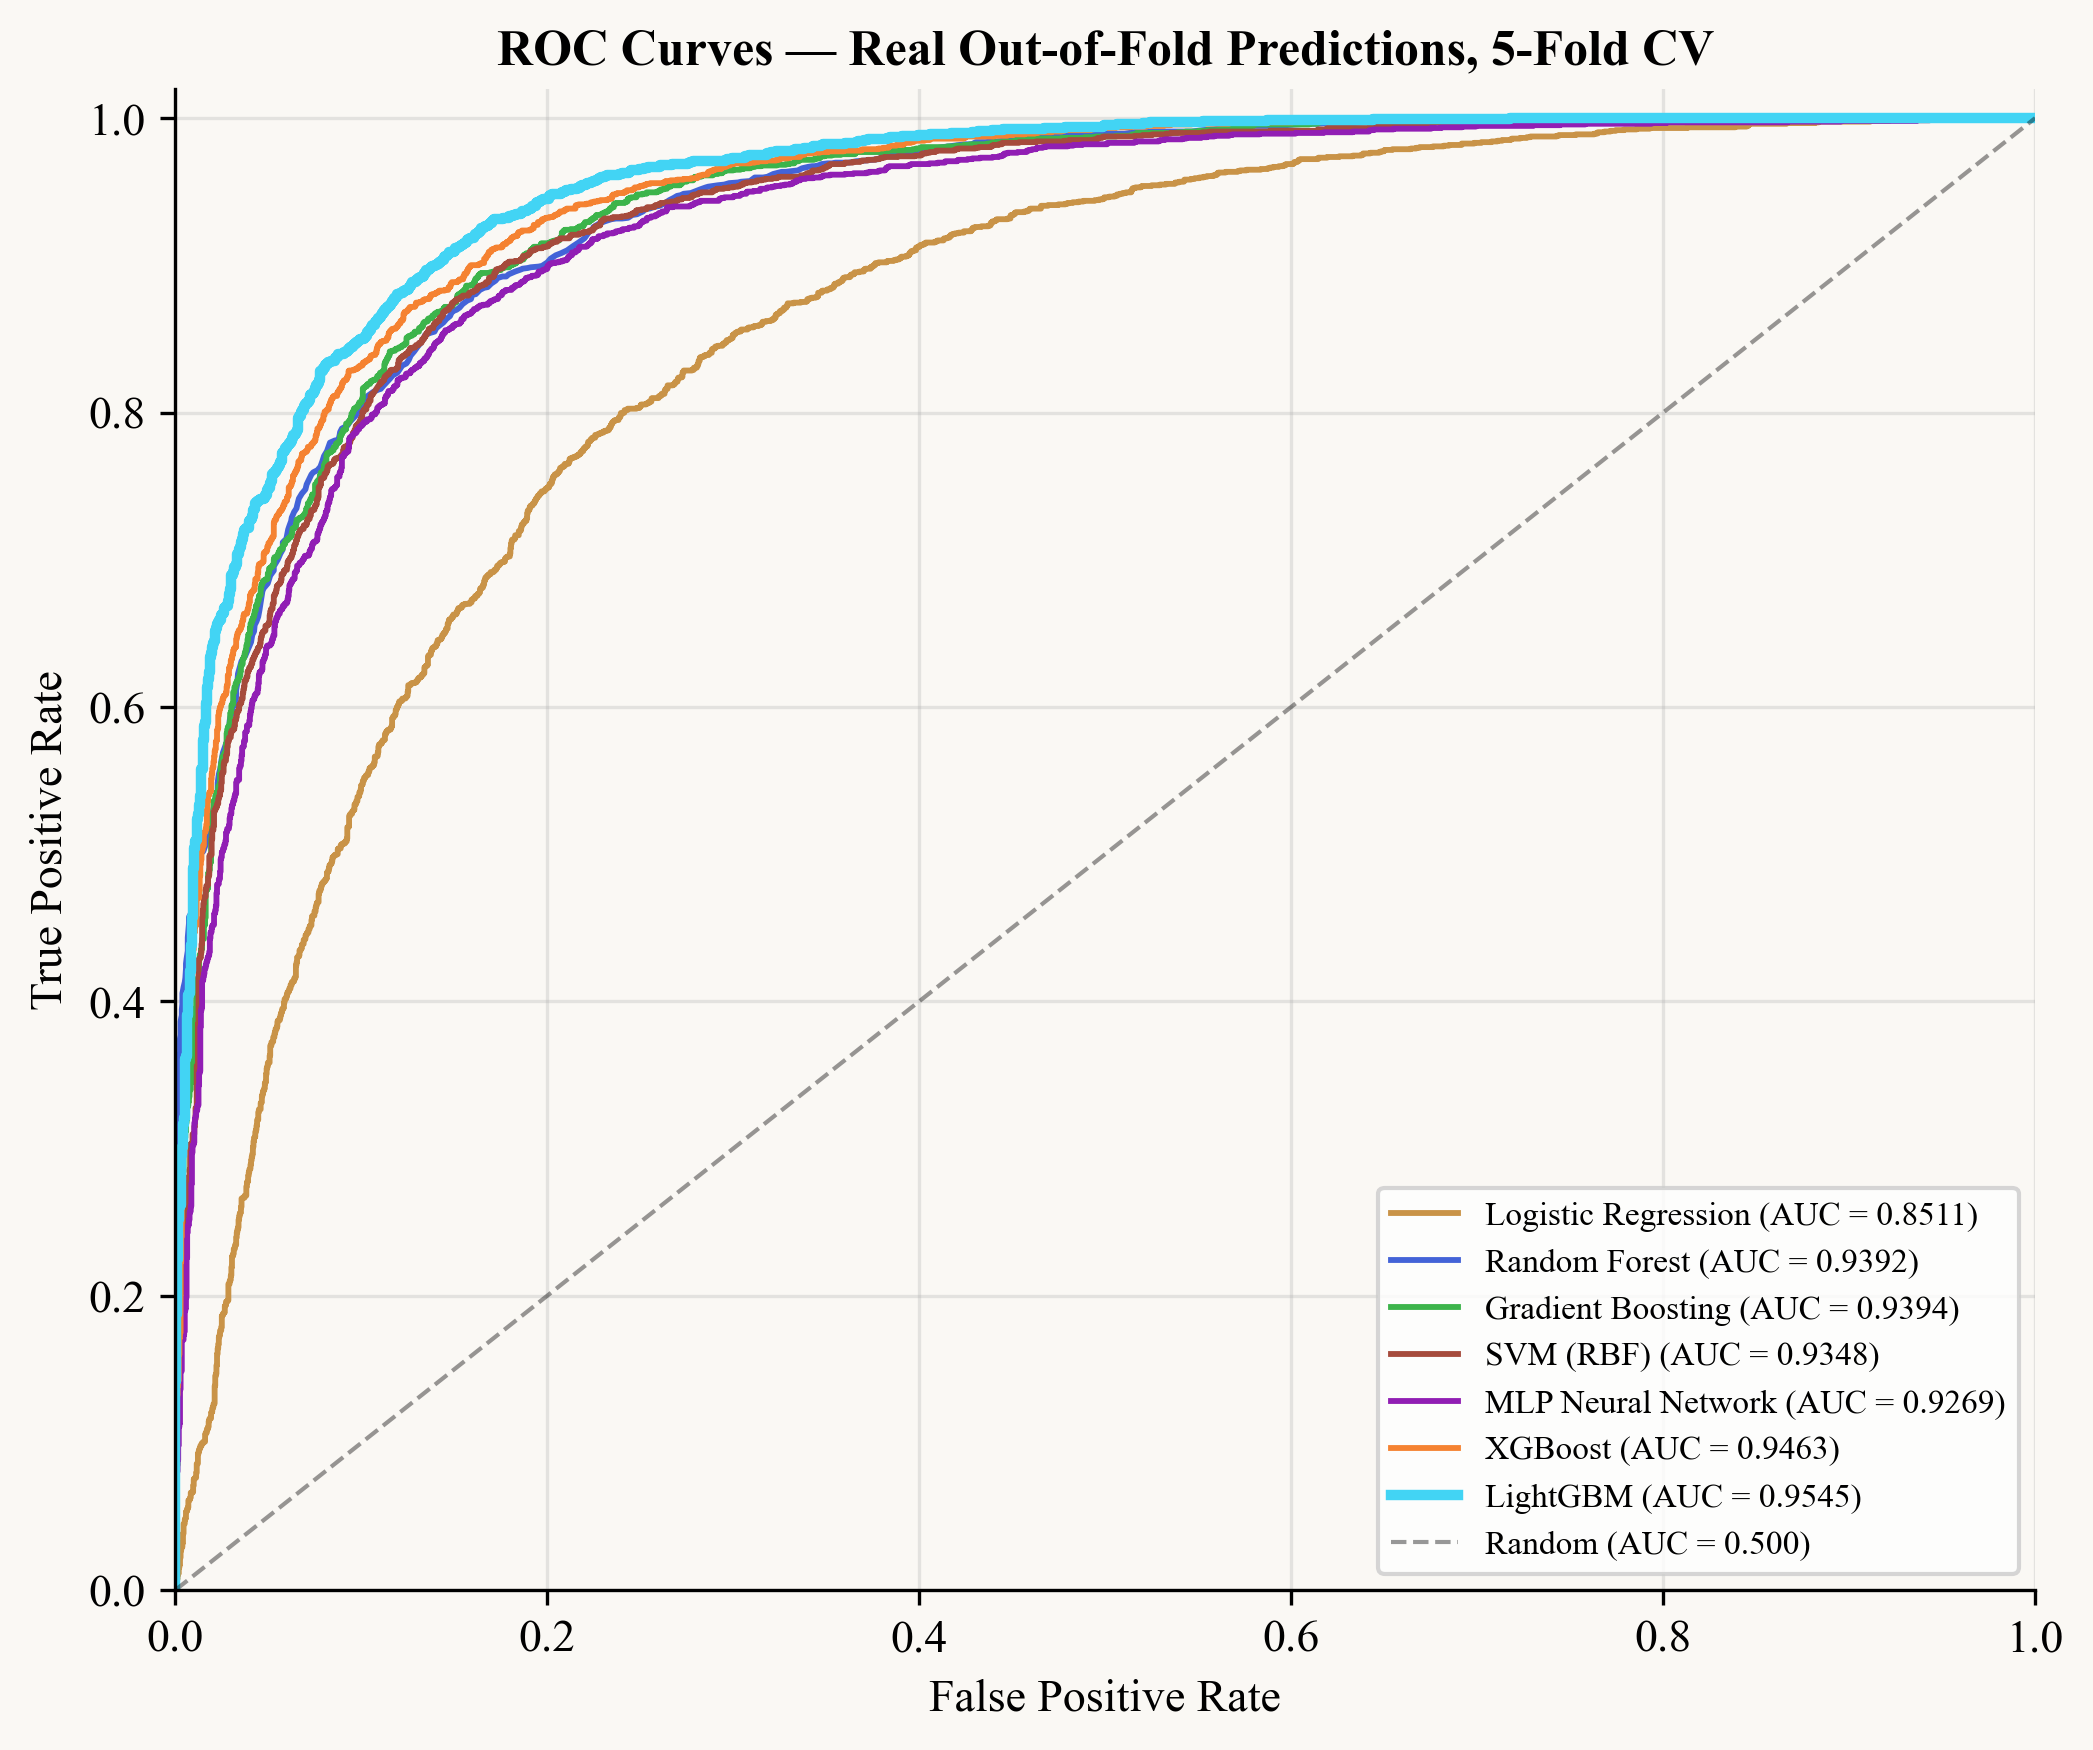 ROC Curves — Real Out-of-Fold Predictions, 5-Fold CV
1.0
0.8
0.6
0.4
0.2
0.0
True Positive Rate
0.0 0.2 0.4 0.6 0.8 1.0
False Positive Rate
Logistic Regression (AUC = 0.8511)
Random Forest (AUC = 0.9392)
Gradient Boosting (AUC = 0.9394)
SVM (RBF) (AUC = 0.9348)
MLP Neural Network (AUC = 0.9269)
XGBoost (AUC = 0.9463)
LightGBM (AUC = 0.9545)
Random (AUC = 0.500)